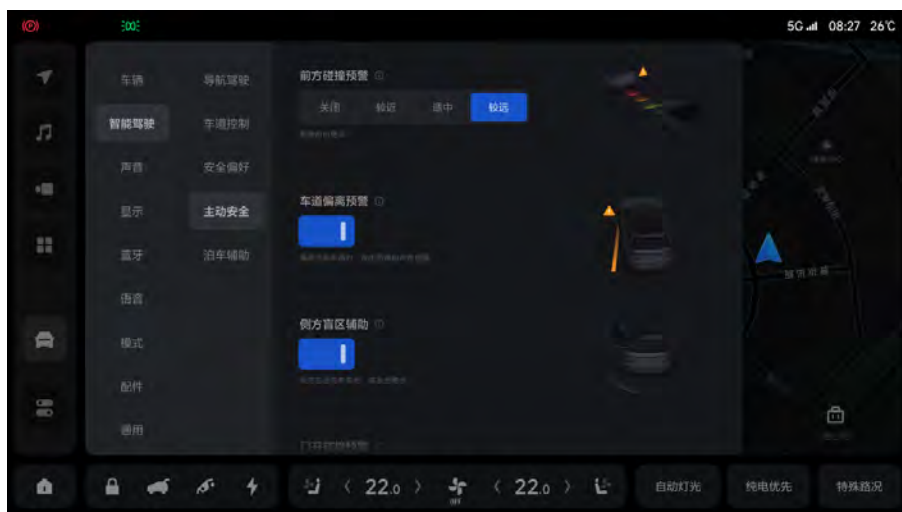 5G 08:27 26℃
车辆
智能驾驶
声音
显示
蓝牙
语言
模式
配件
通用
导航驾驶
车道控制
安全偏好
主动安全
泊车辅助
前方碰撞预警
关闭 较近 适中 较远
车道偏离预警
侧方盲区辅助
22.0
OFF
22.0
自动灯光
纯电优先
特殊路况